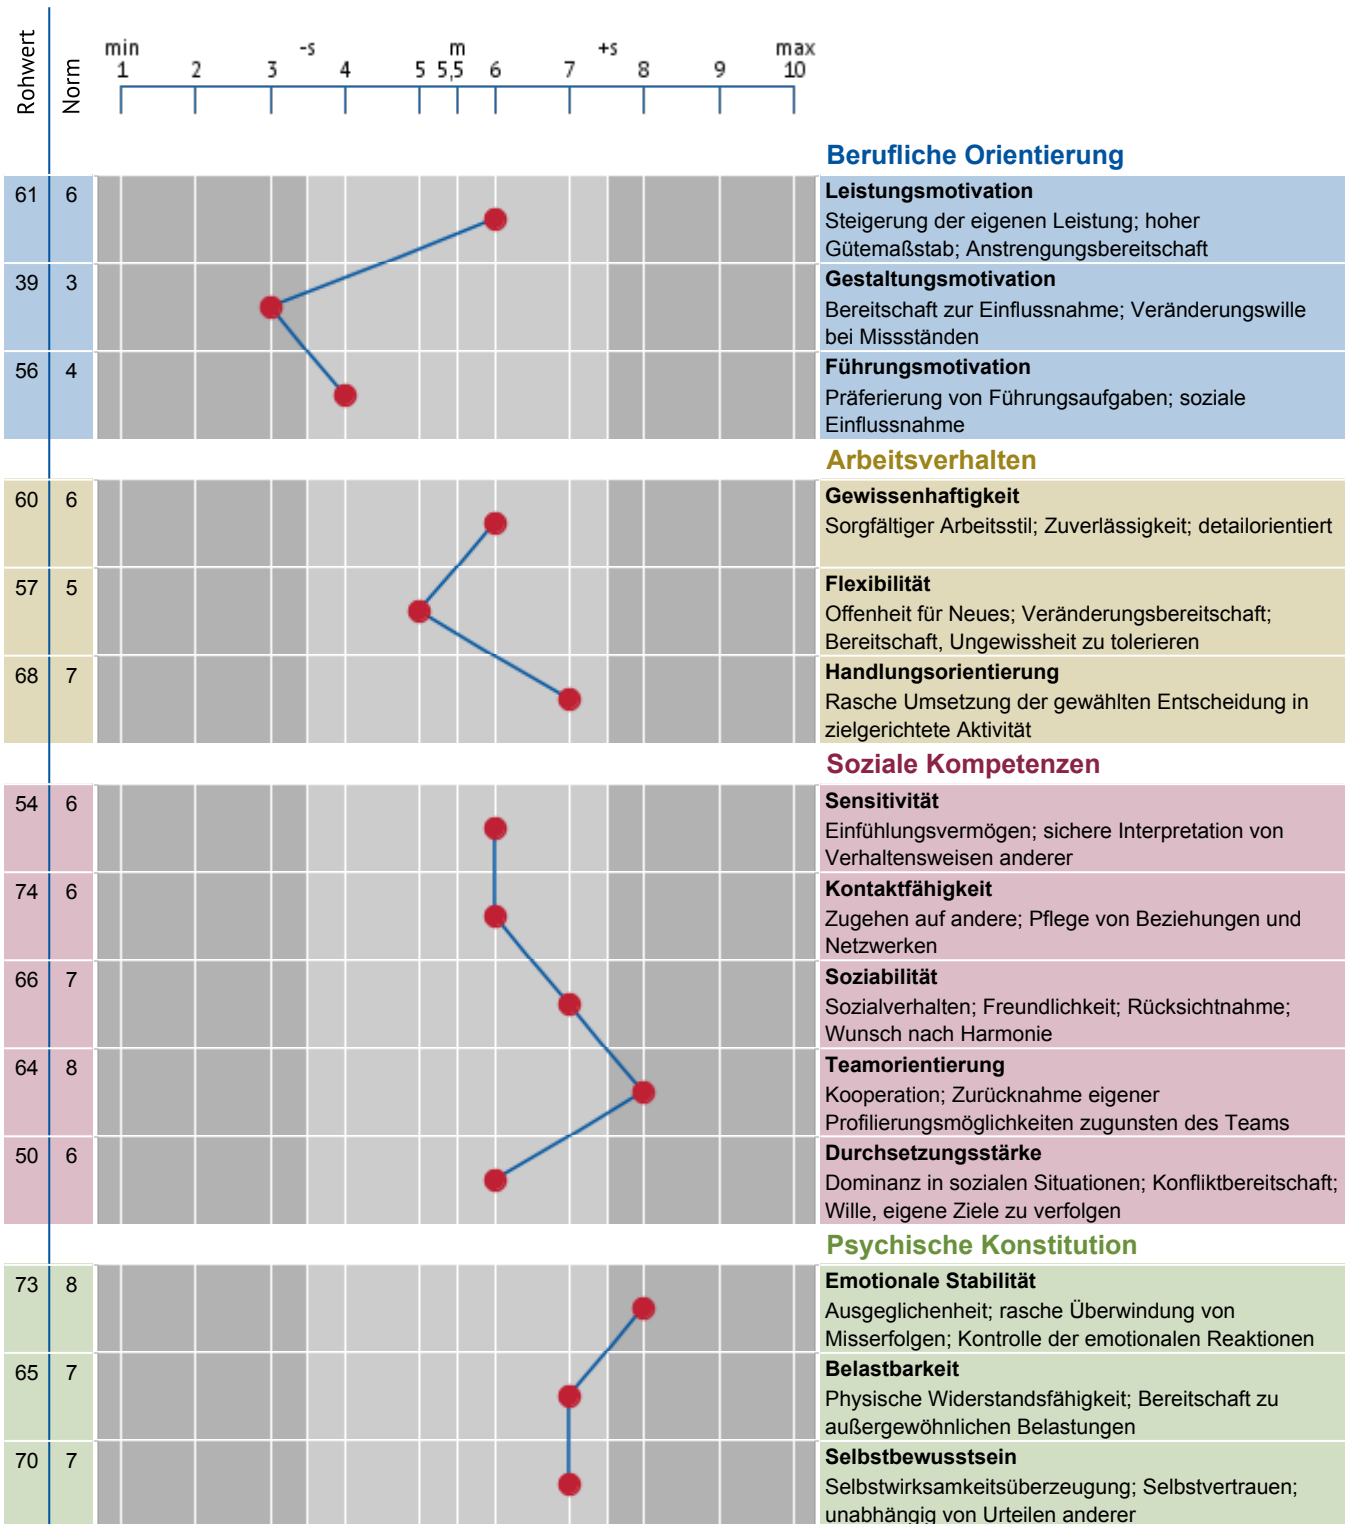 Rohwert
Norm
min -s m +s max
1 2 3 4 5 5,5 6 7 8 9 10
Berufliche Orientierung
61 6 Leistungsmotivation
Steigerung der eigenen Leistung; hoher
Gütemaßstab; Anstrengungsbereitschaft
39 3 Gestaltungsmotivation
Bereitschaft zur Einflussnahme; Veränderungswille
bei Missständen
56 4 Führungsmotivation
Präferierung von Führungsaufgaben; soziale
Einflussnahme
Arbeitsverhalten
60 6 Gewissenhaftigkeit
Sorgfältiger Arbeitsstil; Zuverlässigkeit; detailorientiert
57 5 Flexibilität
Offenheit für Neues; Veränderungsbereitschaft;
Bereitschaft, Ungewissheit zu tolerieren
68 7 Handlungsorientierung
Rasche Umsetzung der gewählten Entscheidung in
zielgerichtete Aktivität
Soziale Kompetenzen
54 6 Sensitivität
Einfühlungsvermögen; sichere Interpretation von
Verhaltensweisen anderer
74 6 Kontaktfähigkeit
Zugehen auf andere; Pflege von Beziehungen und
Netzwerken
66 7 Soziabilität
Sozialverhalten; Freundlichkeit; Rücksichtnahme;
Wunsch nach Harmonie
64 8 Teamorientierung
Kooperation; Zurücknahme eigener
Profilierungsmöglichkeiten zugunsten des Teams
50 6 Durchsetzungsstärke
Dominanz in sozialen Situationen; Konfliktbereitschaft;
Wille, eigene Ziele zu verfolgen
Psychische Konstitution
73 8 Emotionale Stabilität
Ausgeglichenheit; rasche Überwindung von
Misserfolgen; Kontrolle der emotionalen Reaktionen
65 7 Belastbarkeit
Physische Widerstandsfähigkeit; Bereitschaft zu
außergewöhnlichen Belastungen
70 7 Selbstbewusstsein
Selbstwirksamkeitsüberzeugung; Selbstvertrauen;
unabhängig von Urteilen anderer